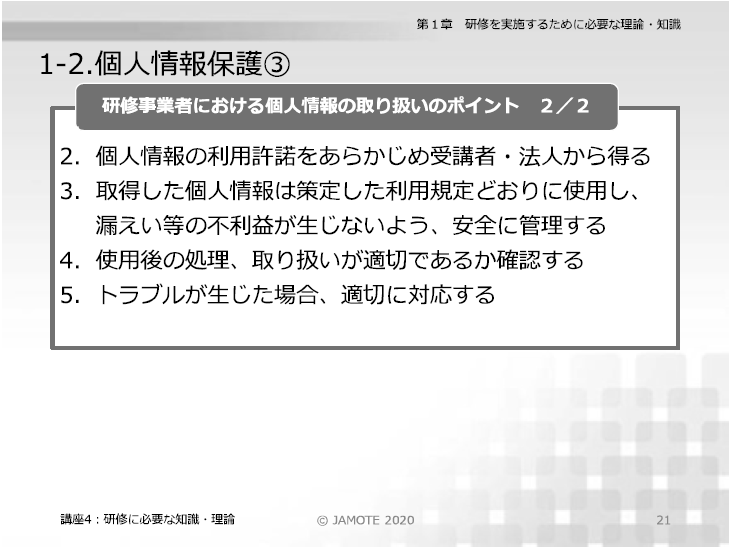 第１章　研修を実施するために必要な理論・知識
1-2.個人情報保護③
研修事業者における個人情報の取り扱いのポイント　２／２
2. 個人情報の利用許諾をあらかじめ受講者・法人から得る
3. 取得した個人情報は策定した利用規定どおりに使用し、
漏えい等の不利益が生じないよう、安全に管理する
4. 使用後の処理、取り扱いが適切であるか確認する
5. トラブルが生じた場合、適切に対応する
講座4：研修に必要な知識・理論
© JAMOTE 2020
21